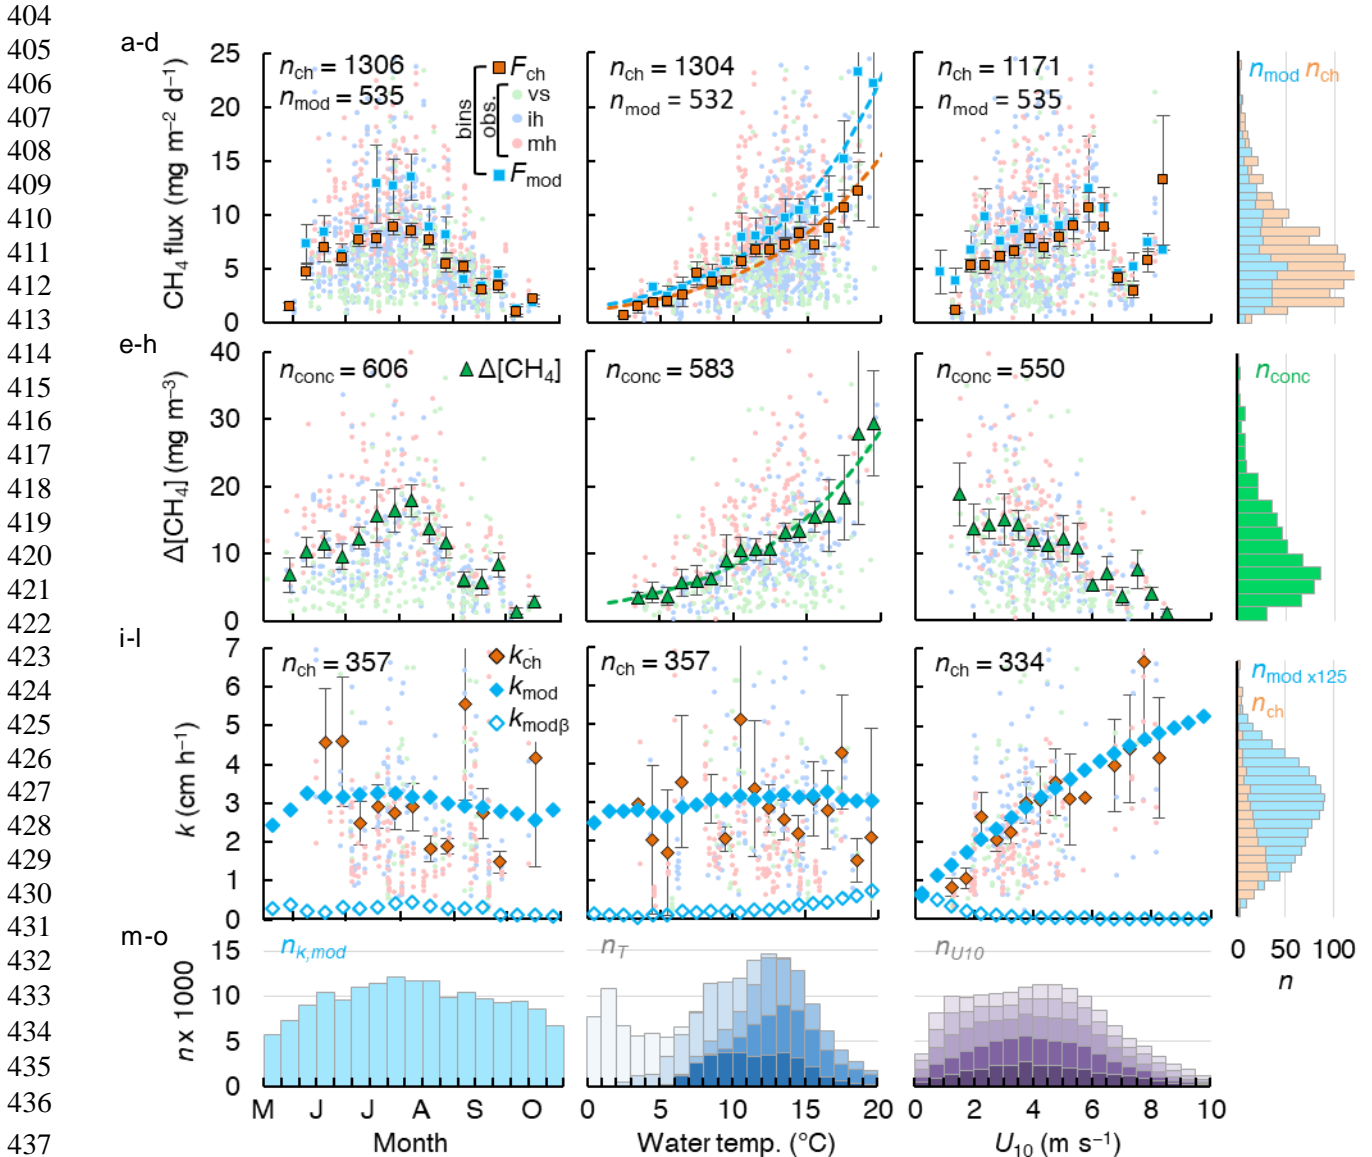 404
405
406
407
408
409
410
411
412
413
414
415
416
417
418
419
420
421
422
423
424
425
426
427
428
429
430
431
432
433
434
435
436
437
a-d
CH4 flux (mg m−2 d−1)
25
20
15
10
5
0
nch = 1306
nmod = 535
bins
obs.
Fch
vs
ih
mh
Fmod
nch = 1304
nmod = 532
nch = 1171
nmod = 535
nmod nch
e-h
Δ[CH4] (mg m−3)
40
30
20
10
0
nconc = 606
Δ[CH4]
nconc = 583
nconc = 550
nconc
i-l
k (cm h−1)
7
6
5
4
3
2
1
0
nch = 357
kch
kmod
kmodβ
nch = 357
nch = 334
nmod x125
nch
0 50 100
n
m-o
n x 1000
15
10
5
0
nk,mod
nT
nU10
M J J A S O
Month
0 5 10 15 20
Water temp. (°C)
0 2 4 6 8 10
U10 (m s−1)